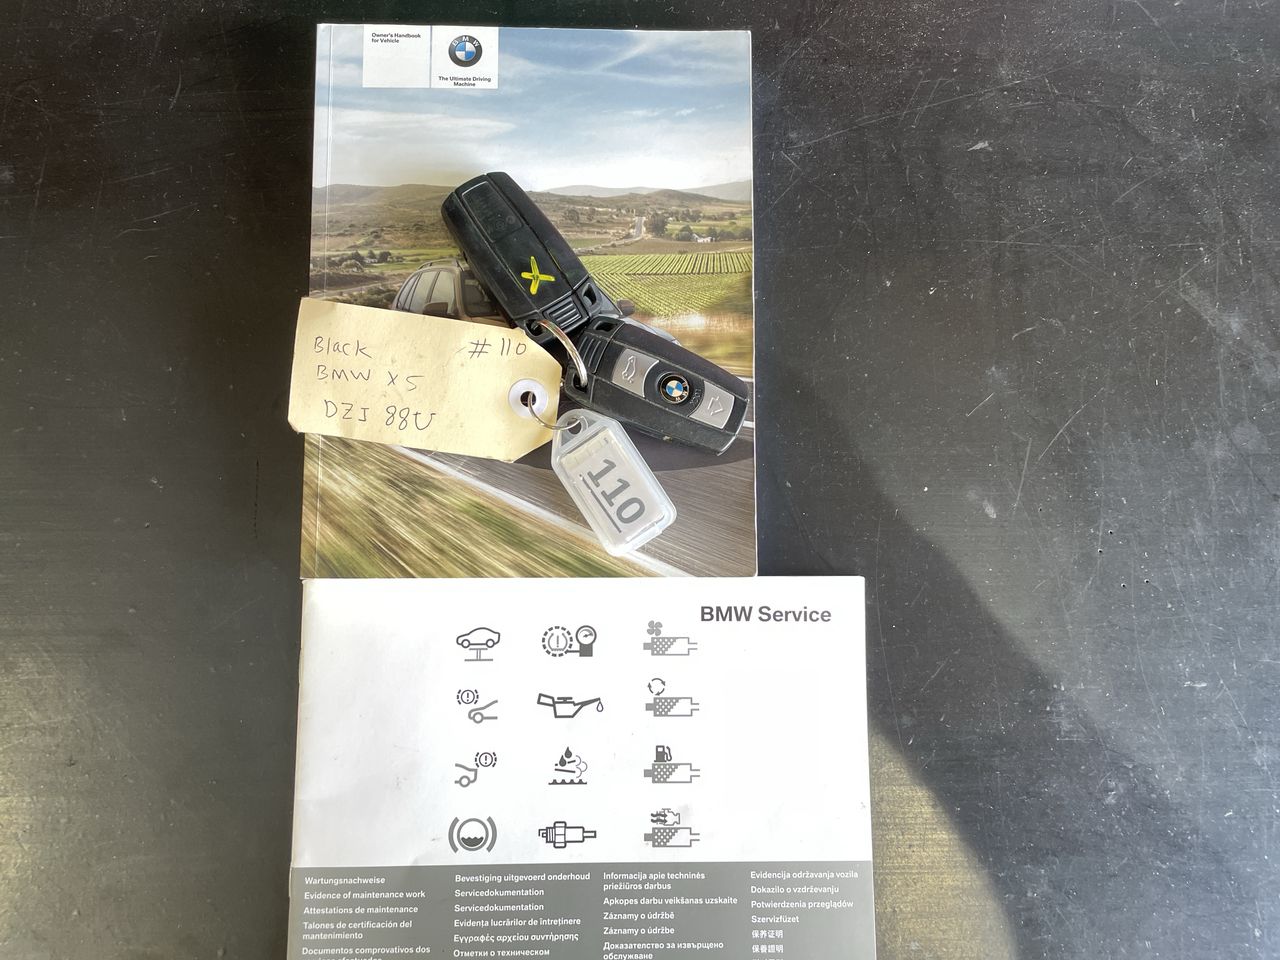 Owner's Handbook
for Vehicle
BMW
The Ultimate Driving
Machine
Black #110
BMW X5
DZJ 88U
110
BMW Service
Wartungsnachweise
Evidence of maintenance work
Attestations de maintenance
Talones de certificación del
mantenimiento
Documentos comprovativos dos
Bevestiging uitgevoerd onderhoud
Servicedokumentation
Servicedokumentation
Evidența lucrărilor de întreținere
Εγγραφές αρχείου συντήρησης
Отметки о техническом
Informacija apie techninės
priežiūros darbus
Apkopes darbu veikšanas uzskaite
Záznamy o údržbě
Záznamy o údržbe
Доказателство за извършено
обслужване
Evidencija održavanja vozila
Dokazilo o vzdrževanju
Potwierdzenia przeglądów
Szervizfüzet
保养证明
保養證明